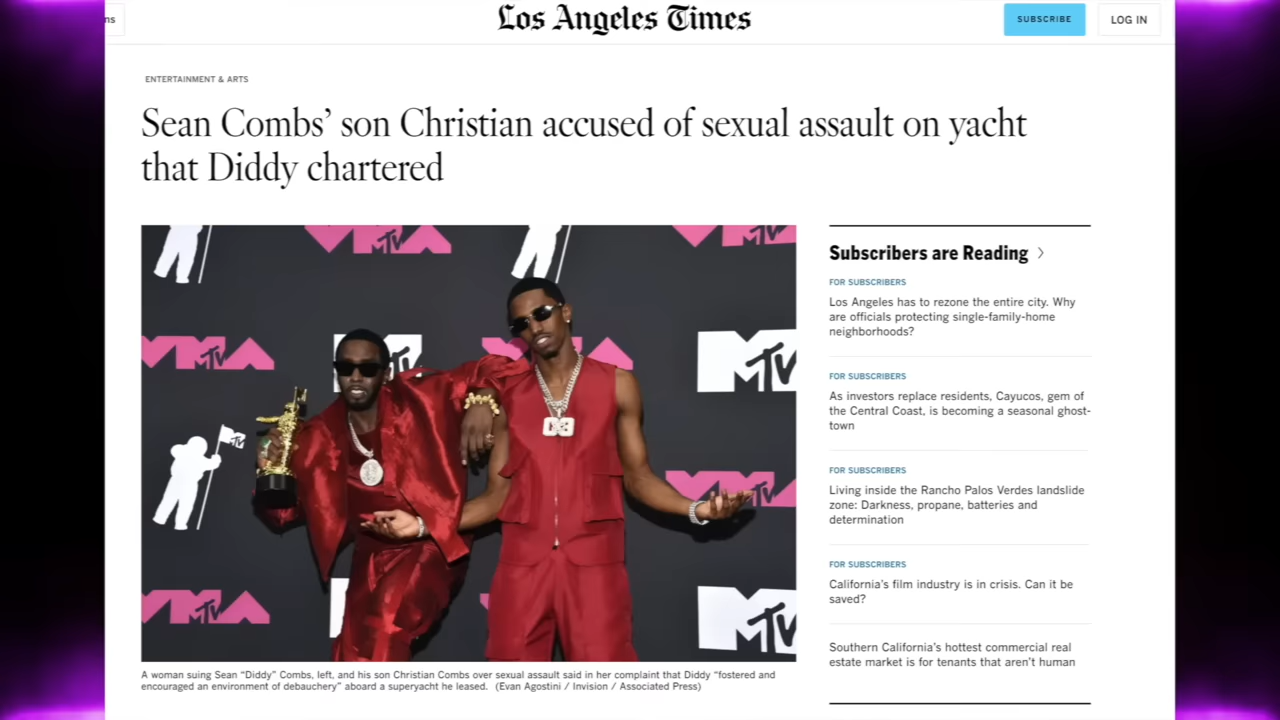 ns
Los Angeles Times
SUBSCRIBE
LOG IN
ENTERTAINMENT & ARTS
Sean Combs’ son Christian accused of sexual assault on yacht
that Diddy chartered
VMA
MTV
Subscribers are Reading
FOR SUBSCRIBERS
Los Angeles has to rezone the entire city. Why
are officials protecting single-family-home
neighborhoods?
FOR SUBSCRIBERS
As investors replace residents, Cayucos, gem of
the Central Coast, is becoming a seasonal ghost-
town
FOR SUBSCRIBERS
Living inside the Rancho Palos Verdes landslide
zone: Darkness, propane, batteries and
determination
FOR SUBSCRIBERS
California’s film industry is in crisis. Can it be
saved?
Southern California’s hottest commercial real
estate market is for tenants that aren’t human
A woman suing Sean “Diddy” Combs, left, and his son Christian Combs over sexual assault said in her complaint that Diddy “fostered and
encouraged an environment of debauchery” aboard a superyacht he leased. (Evan Agostini / Invision / Associated Press)